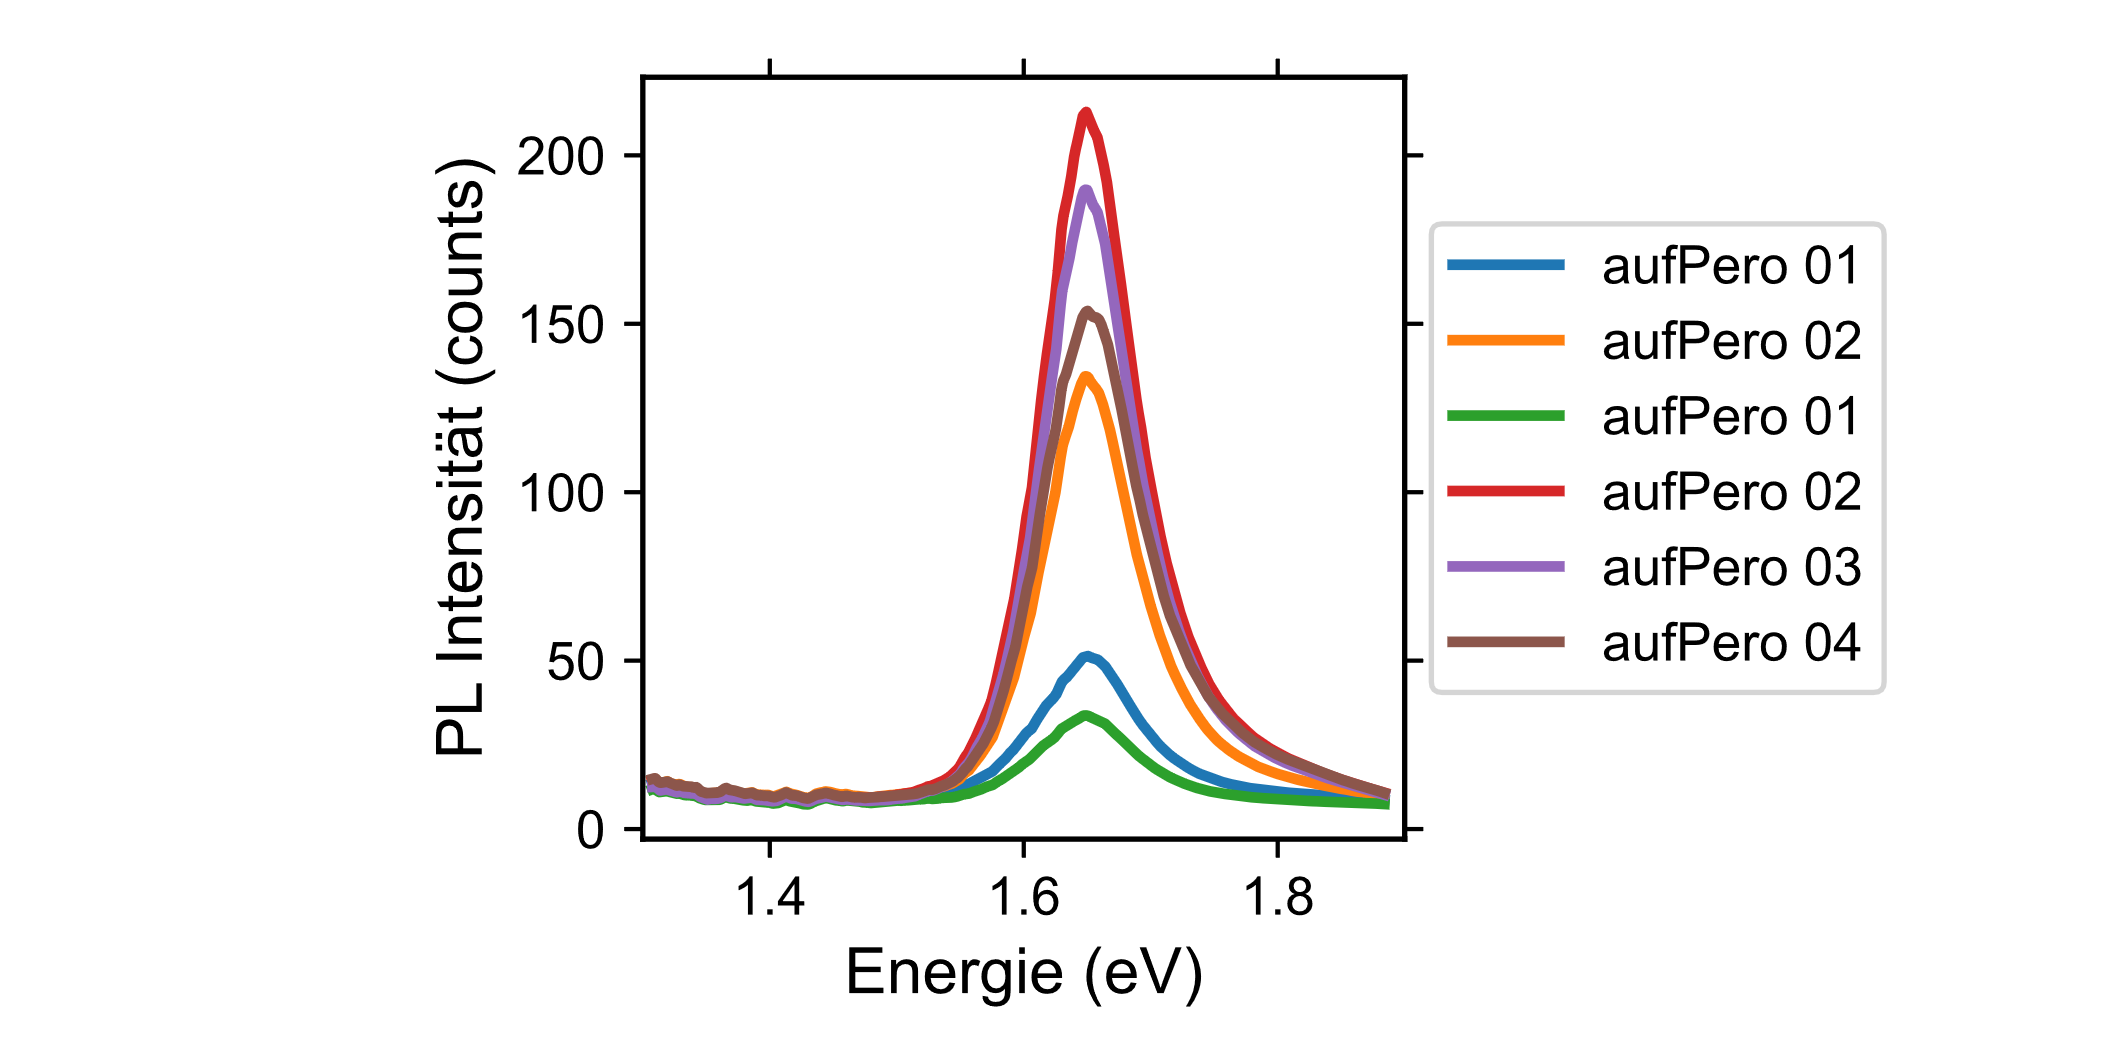 PL Intensität (counts)
200
150
100
50
0
1.4 1.6 1.8
Energie (eV)
aufPero 01
aufPero 02
aufPero 01
aufPero 02
aufPero 03
aufPero 04